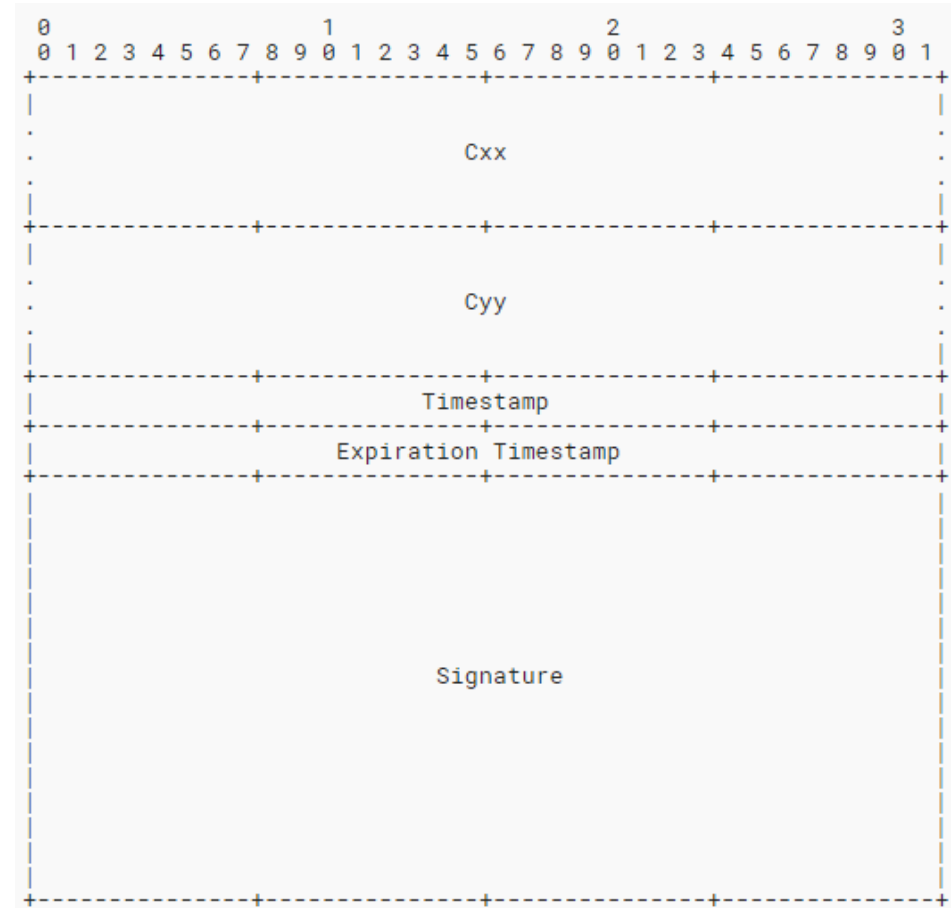 0                   1                   2                   3
0 1 2 3 4 5 6 7 8 9 0 1 2 3 4 5 6 7 8 9 0 1 2 3 4 5 6 7 8 9 0 1
Cxx
Cyy
Timestamp
Expiration Timestamp
Signature